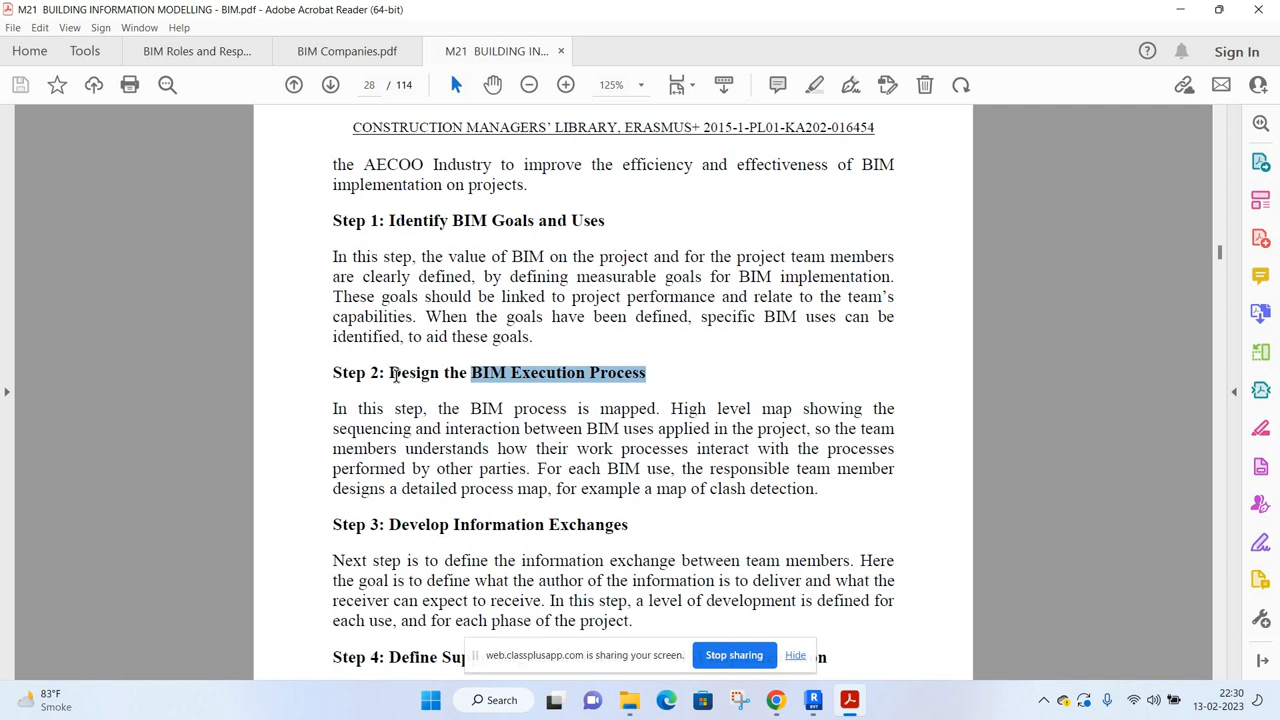 M21 BUILDING INFORMATION MODELLING - BIM.pdf - Adobe Acrobat Reader (64-bit)
File Edit View Sign Window Help
Home Tools BIM Roles and Resp... BIM Companies.pdf M21 BUILDING IN... × Sign In
28 / 114 125%
CONSTRUCTION MANAGERS’ LIBRARY, ERASMUS+ 2015-1-PL01-KA202-016454
the AECOO Industry to improve the efficiency and effectiveness of BIM
implementation on projects.
Step 1: Identify BIM Goals and Uses
In this step, the value of BIM on the project and for the project team members
are clearly defined, by defining measurable goals for BIM implementation.
These goals should be linked to project performance and relate to the team’s
capabilities. When the goals have been defined, specific BIM uses can be
identified, to aid these goals.
Step 2: Design the BIM Execution Process
In this step, the BIM process is mapped. High level map showing the
sequencing and interaction between BIM uses applied in the project, so the team
members understands how their work processes interact with the processes
performed by other parties. For each BIM use, the responsible team member
designs a detailed process map, for example a map of clash detection.
Step 3: Develop Information Exchanges
Next step is to define the information exchange between team members. Here
the goal is to define what the author of the information is to deliver and what the
receiver can expect to receive. In this step, a level of development is defined for
each use, and for each phase of the project.
web.classplusapp.com is sharing your screen. Stop sharing Hide
Step 4: Define
83°F
Smoke
Search
22:30
13-02-2023